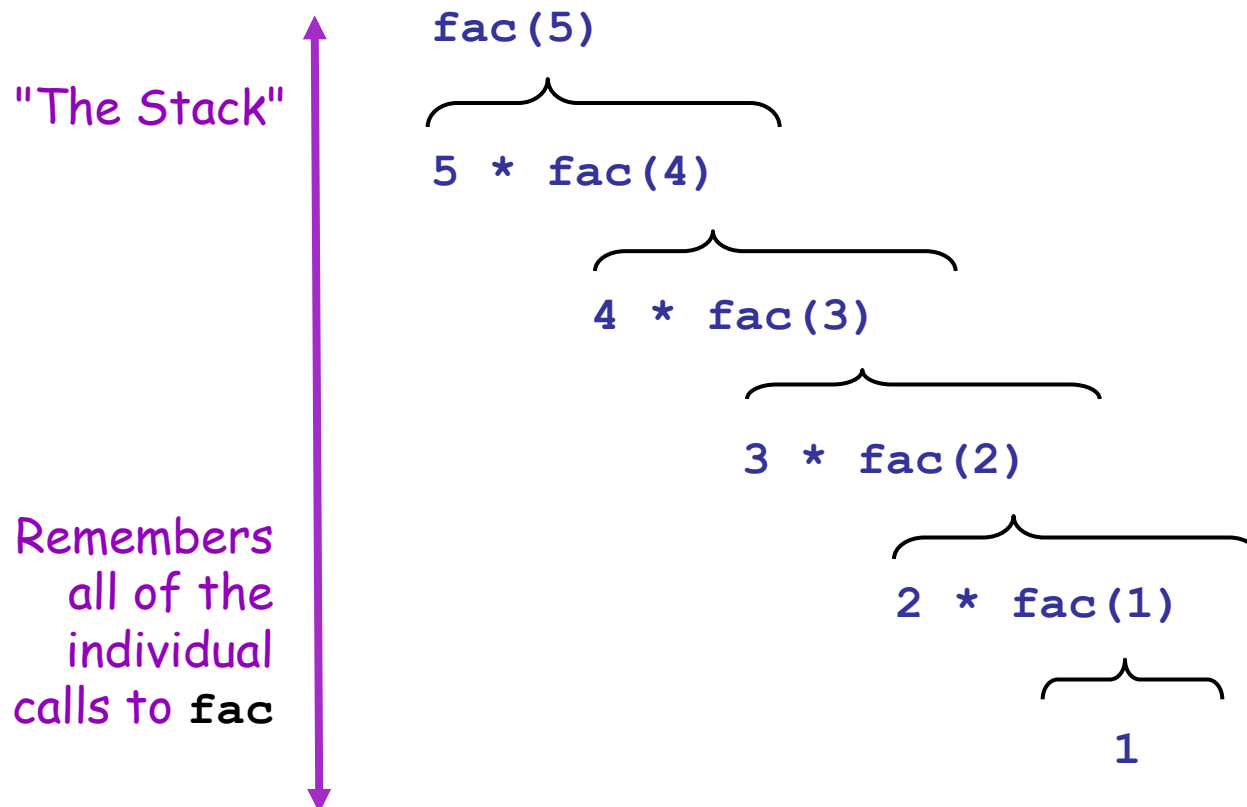 fac(5)
"The Stack"
5 * fac(4)
4 * fac(3)
3 * fac(2)
Remembers
all of the
individual
calls to fac
2 * fac(1)
1